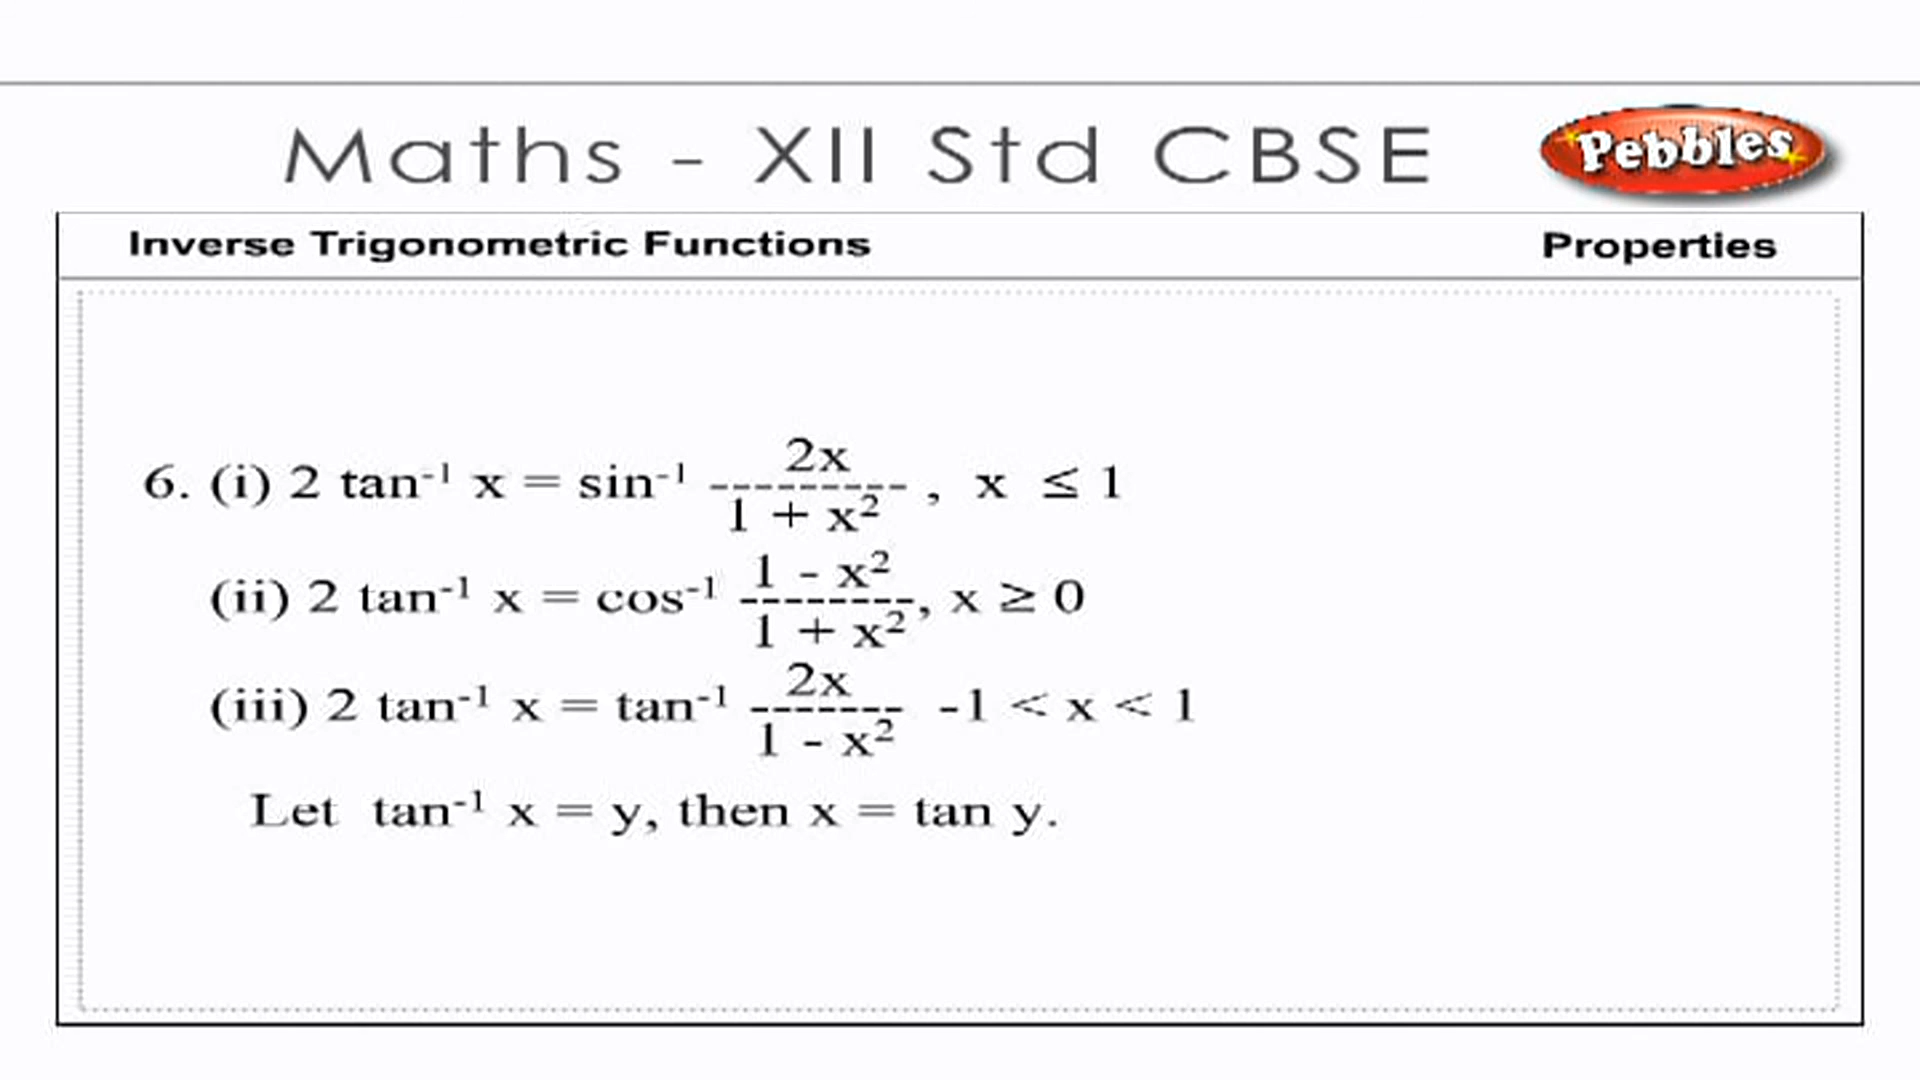 Maths - XII Std CBSE
Pebbles
Inverse Trigonometric Functions
Properties
6. (i) 2 tan⁻¹ x = sin⁻¹ 2x / 1 + x² , x ≤ 1
(ii) 2 tan⁻¹ x = cos⁻¹ 1 - x² / 1 + x² , x ≥ 0
(iii) 2 tan⁻¹ x = tan⁻¹ 2x / 1 - x² -1 < x < 1
Let tan⁻¹ x = y, then x = tan y.